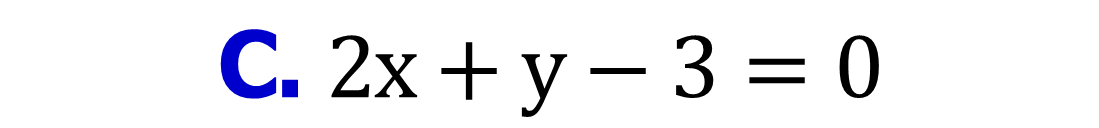 C. 2x + y − 3 = 0